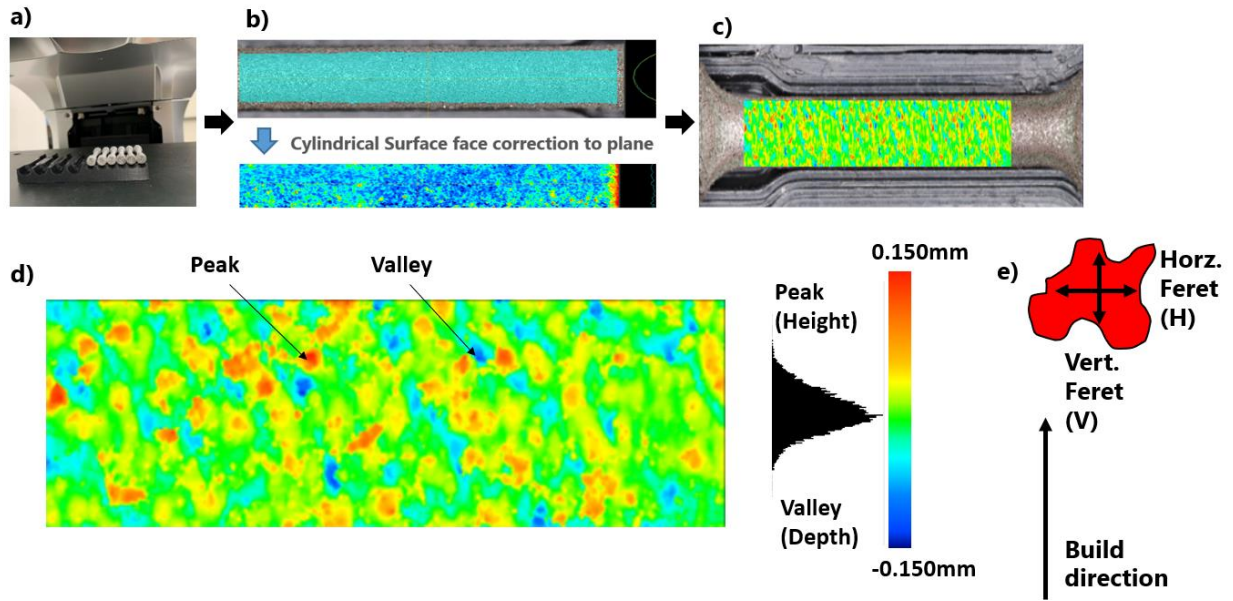 a)
b)
c)
Cylindrical Surface face correction to plane
d)
Peak
Valley
Peak
(Height)
Valley
(Depth)
0.150mm
-0.150mm
e)
Horz.
Feret
(H)
Vert.
Feret
(V)
Build
direction